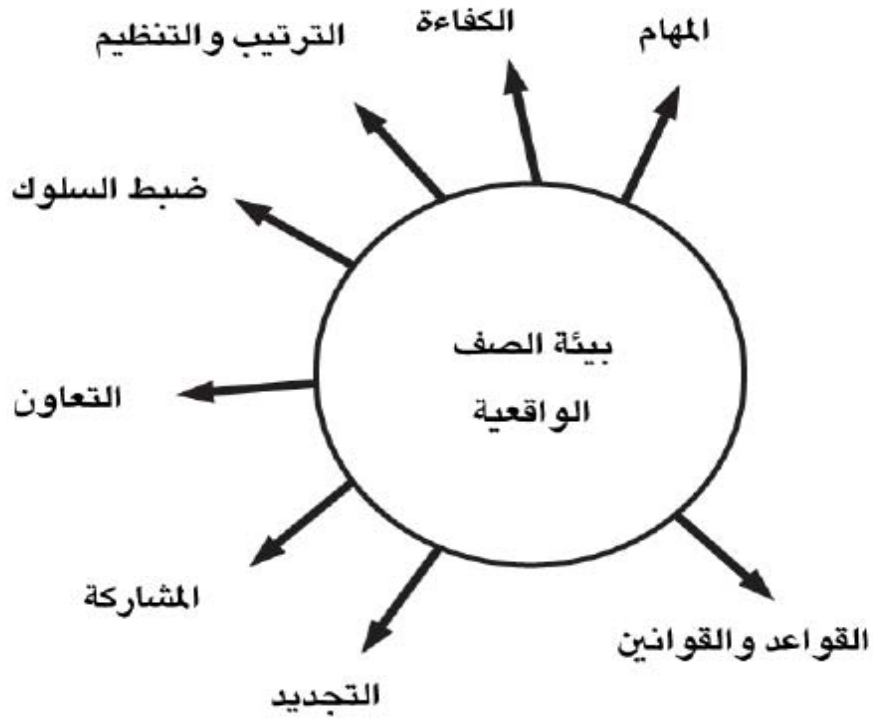 المهام
الكفاءة
الترتيب والتنظيم
ضبط السلوك
التعاون
المشاركة
التجديد
القواعد والقوانين
بيئة الصف
الواقعية